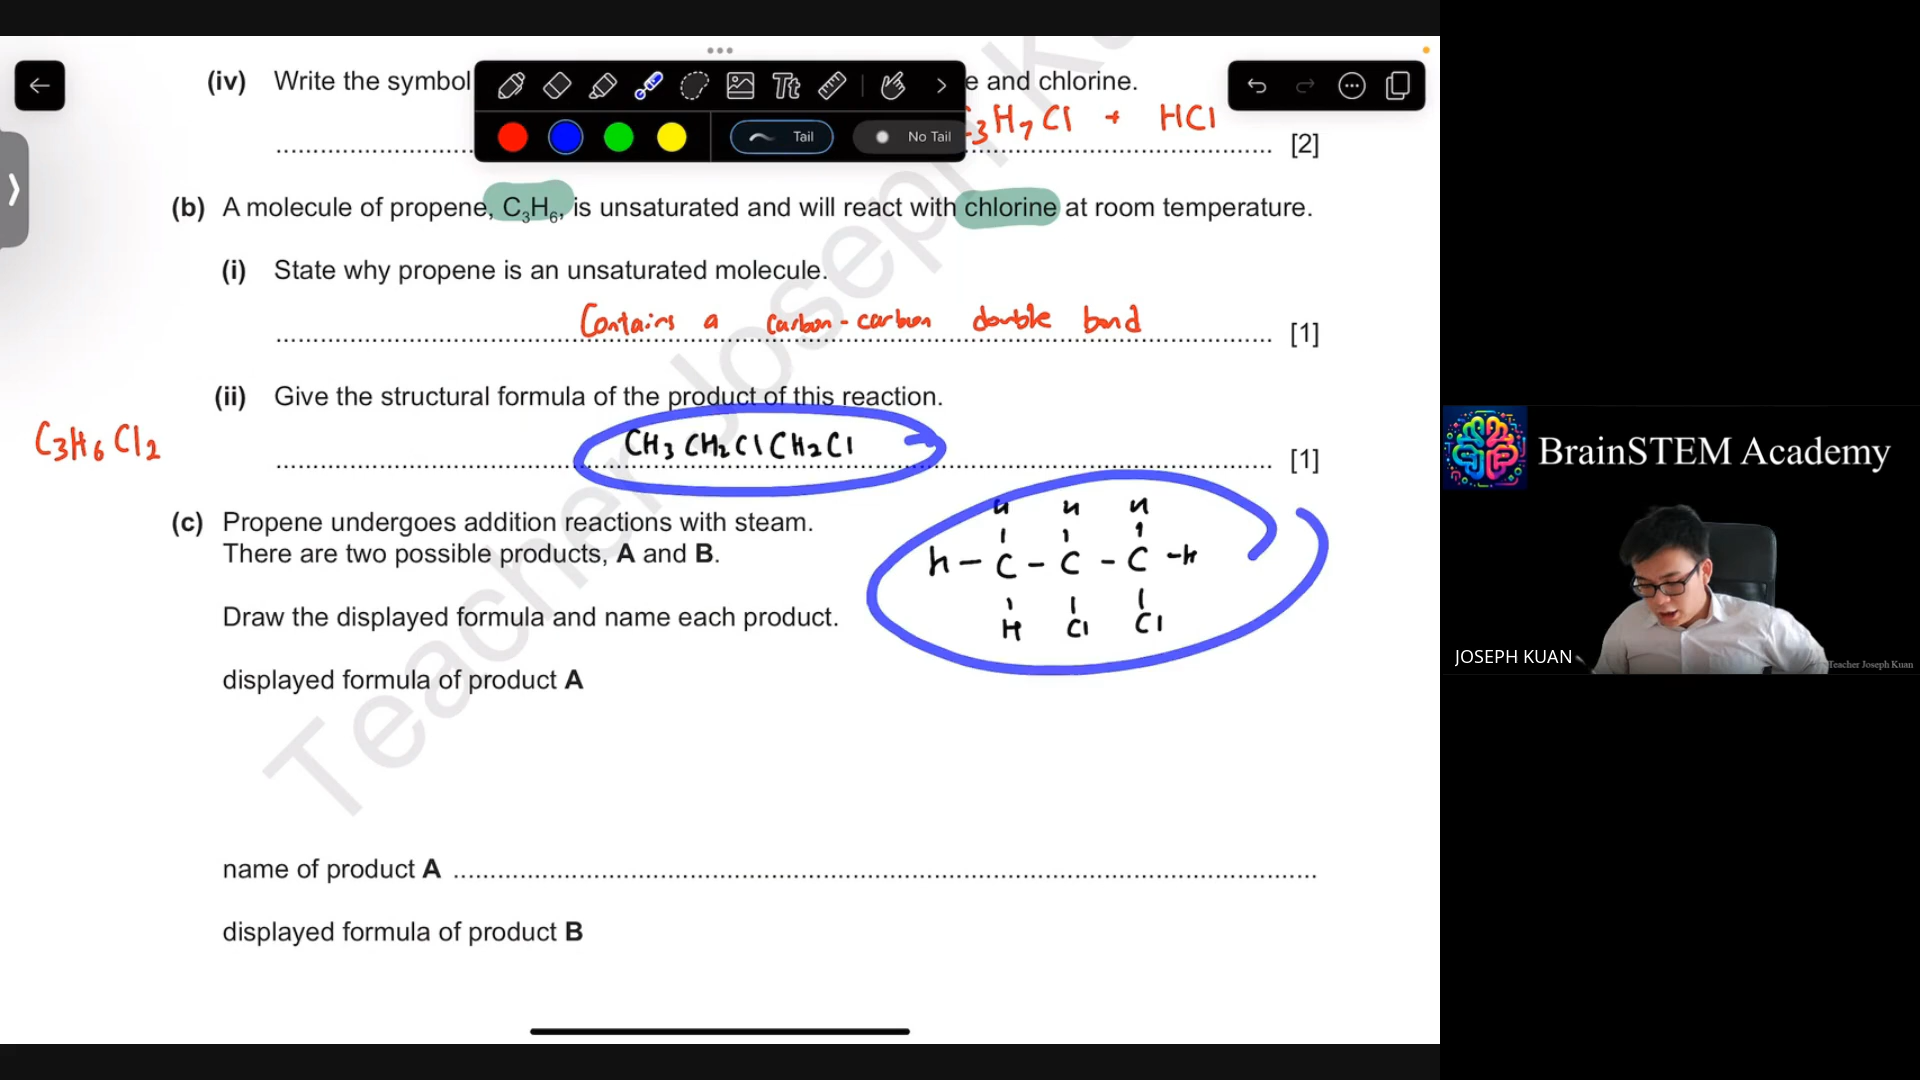 (iv) Write the symbol e and chlorine.
3H7Cl + HCl
Tail No Tail
[2]
(b) A molecule of propene, C3H6, is unsaturated and will react with chlorine at room temperature.
(i) State why propene is an unsaturated molecule.
Contains a carbon-carbon double bond
[1]
(ii) Give the structural formula of the product of this reaction.
C3H6Cl2
CH3CH2ClCH2Cl
[1]
(c) Propene undergoes addition reactions with steam.
There are two possible products, A and B.
H H H
H - C - C - C - H
H Cl Cl
Draw the displayed formula and name each product.
displayed formula of product A
name of product A
displayed formula of product B
Teacher Joseph Ku
BrainSTEM Academy
JOSEPH KUAN
Teacher Joseph Kuan